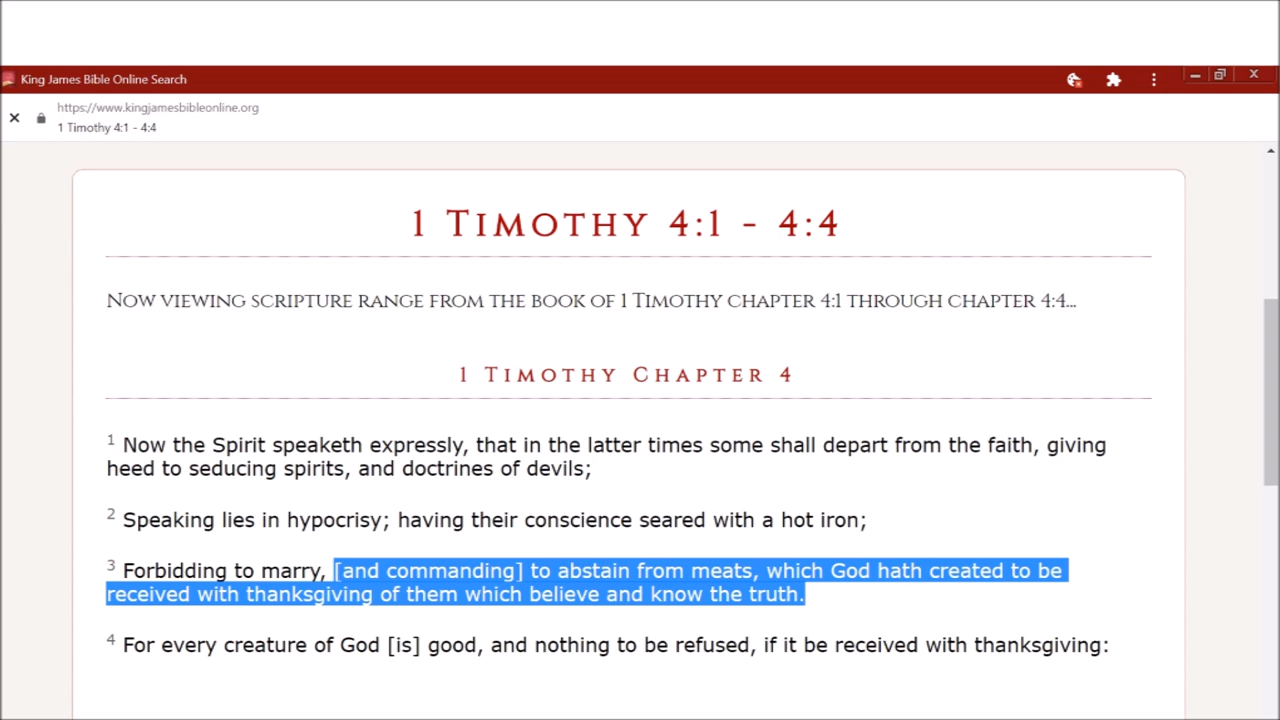 King James Bible Online Search
https://www.kingjamesbibleonline.org
1 Timothy 4:1 - 4:4
1 Timothy 4:1 - 4:4
Now viewing scripture range from the book of 1 Timothy chapter 4:1 through chapter 4:4...
1 Timothy Chapter 4
1 Now the Spirit speaketh expressly, that in the latter times some shall depart from the faith, giving
heed to seducing spirits, and doctrines of devils;
2 Speaking lies in hypocrisy; having their conscience seared with a hot iron;
3 Forbidding to marry, [and commanding] to abstain from meats, which God hath created to be
received with thanksgiving of them which believe and know the truth.
4 For every creature of God [is] good, and nothing to be refused, if it be received with thanksgiving: